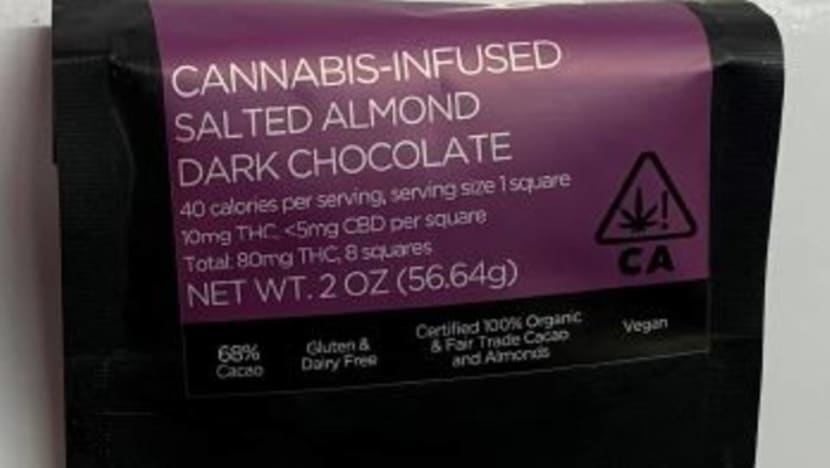 CANNABIS-INFUSED
SALTED ALMOND
DARK CHOCOLATE
40 calories per serving, serving size 1 square
10mg THC, <5mg CBD per square
Total: 80mg THC, 8 squares
NET WT. 2 OZ (56.64g)
CA
68%
Cacao
Gluten &
Dairy Free
Certified 100% Organic
& Fair Trade Cacao
and Almonds
Vegan